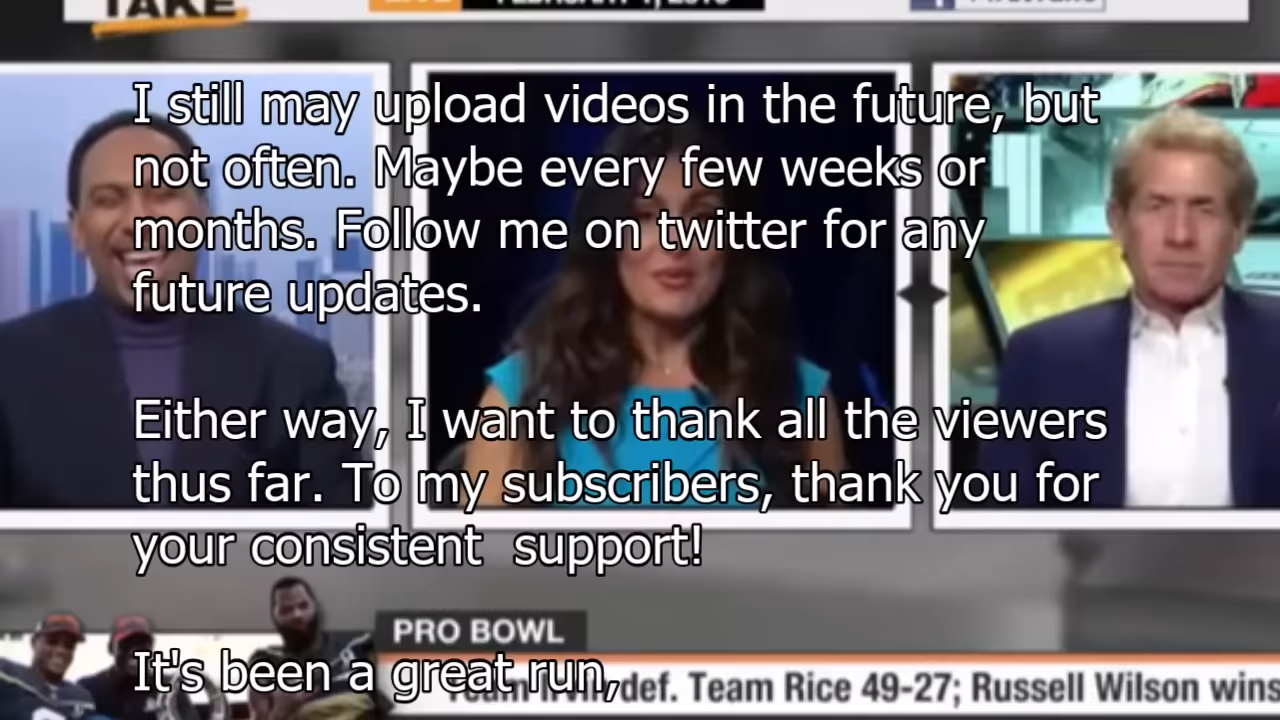 TAKE
I still may upload videos in the future, but
not often. Maybe every few weeks or
months. Follow me on twitter for any
future updates.
Either way, I want to thank all the viewers
thus far. To my subscribers, thank you for
your consistent  support!
PRO BOWL
It's been a great run,
def. Team Rice 49-27; Russell Wilson wins